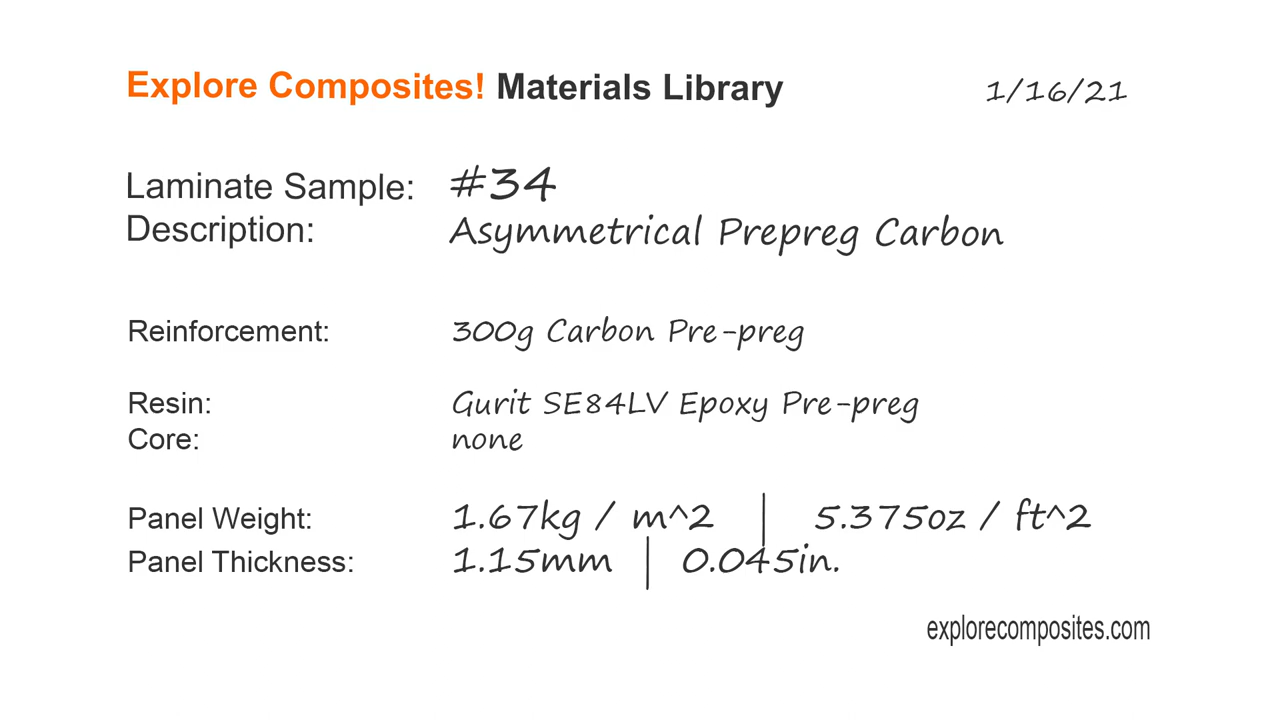 Explore Composites! Materials Library 1/16/21
Laminate Sample: #34
Description: Asymmetrical Prepreg Carbon
Reinforcement: 300g Carbon Pre-preg
Resin: Gurit SE84LV Epoxy Pre-preg
Core: none
Panel Weight: 1.67kg / m^2 | 5.375oz / ft^2
Panel Thickness: 1.15mm | 0.045in.
explorecomposites.com